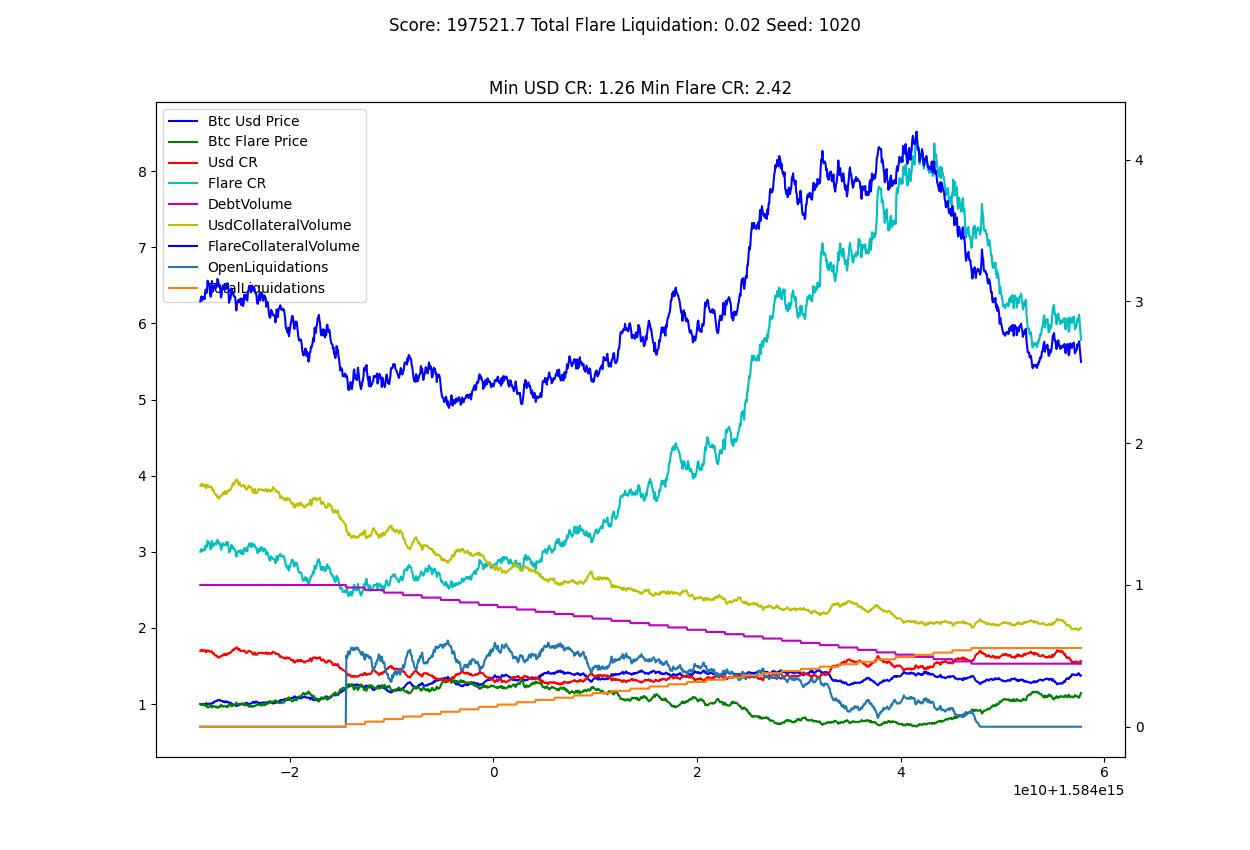 Score: 197521.7 Total Flare Liquidation: 0.02 Seed: 1020
Min USD CR: 1.26 Min Flare CR: 2.42
Btc Usd Price
Btc Flare Price
Usd CR
Flare CR
DebtVolume
UsdCollateralVolume
FlareCollateralVolume
OpenLiquidations
TotalLiquidations
8
7
6
5
4
3
2
1
4
3
2
1
0
−2
0
2
4
6
1e10+1.584e15